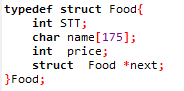 typedef struct Food{
    int STT;
    char name[175];
    int  price;
    struct  Food *next;
}Food;